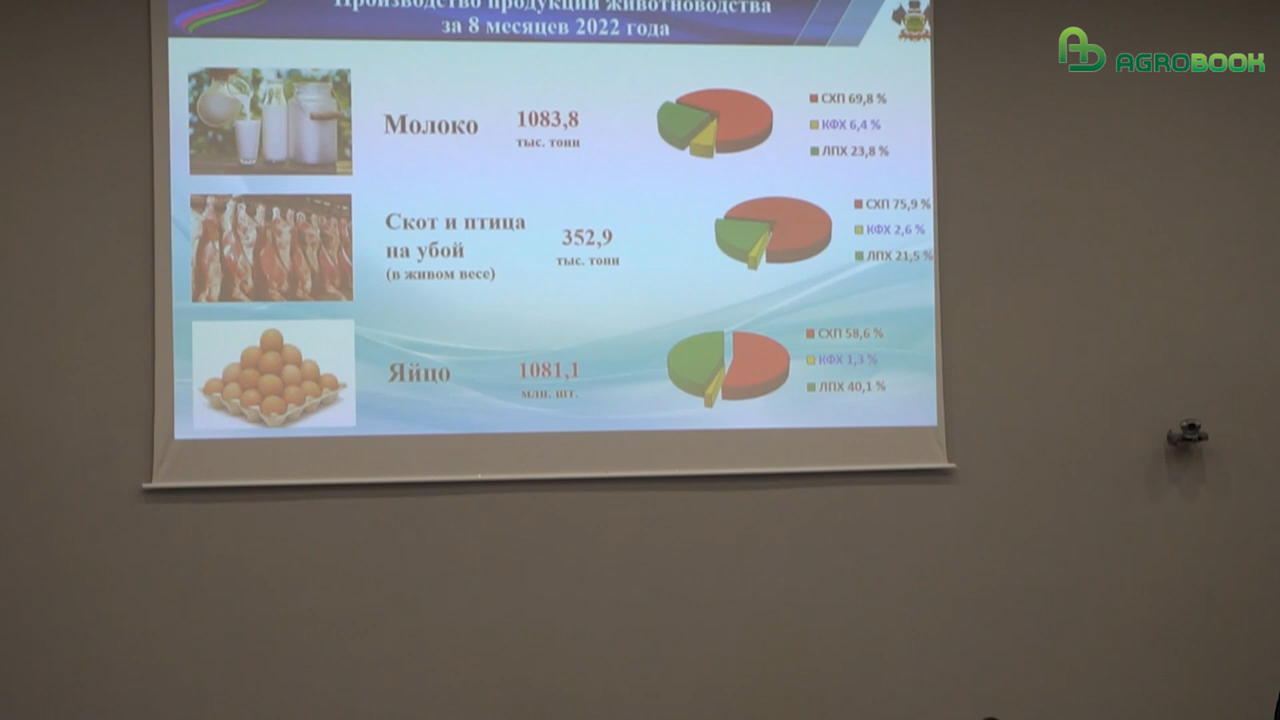 Производство продукции животноводства
за 8 месяцев 2022 года
AGROBOOK
Молоко
1083,8
тыс. тонн
СХП 69,8 %
КФХ 6,4 %
ЛПХ 23,8 %
Скот и птица
на убой
(в живом весе)
352,9
тыс. тонн
СХП 75,9 %
КФХ 2,6 %
ЛПХ 21,5 %
Яйцо
1081,1
млн. шт.
СХП 58,6 %
КФХ 1,3 %
ЛПХ 40,1 %